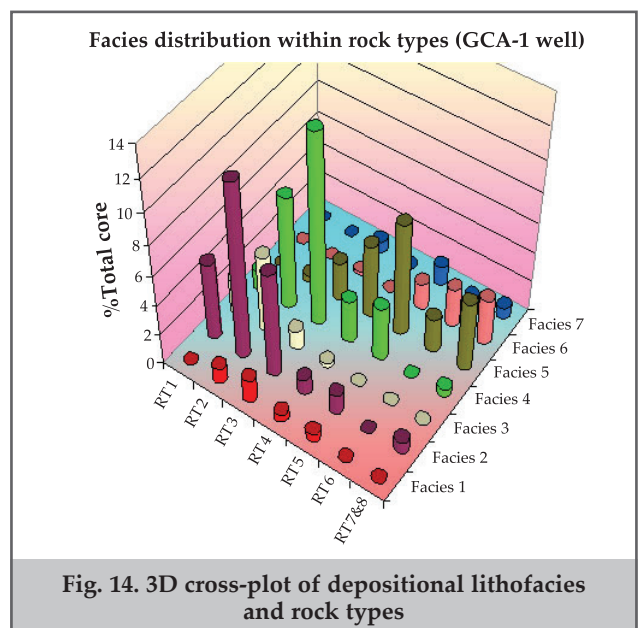 Facies distribution within rock types (GCA-1 well)
%Total core
14
12
10
8
6
4
2
0
RT1
RT2
RT3
RT4
RT5
RT6
RT7&8
Facies 7
Facies 6
Facies 5
Facies 4
Facies 3
Facies 2
Facies 1
Fig. 14. 3D cross-plot of depositional lithofacies
and rock types